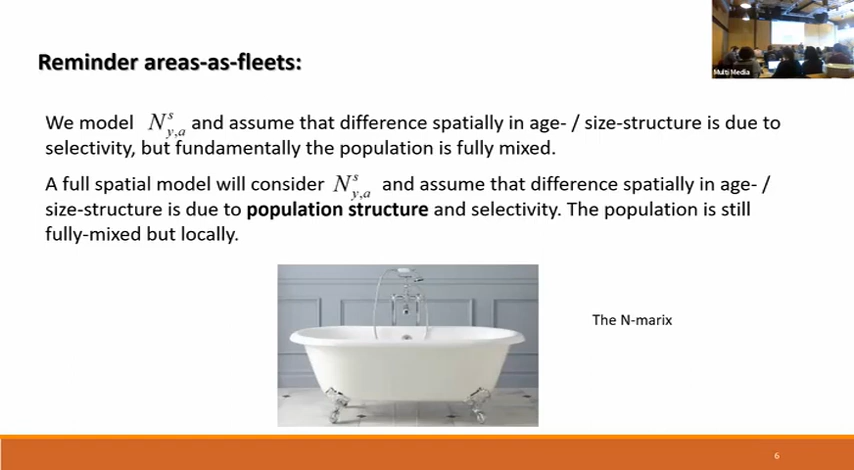 Multi Media
Reminder areas-as-fleets:
We model N^s_{y,a} and assume that difference spatially in age- / size-structure is due to
selectivity, but fundamentally the population is fully mixed.
A full spatial model will consider N^s_{y,a} and assume that difference spatially in age- /
size-structure is due to population structure and selectivity. The population is still
fully-mixed but locally.
The N-marix
6